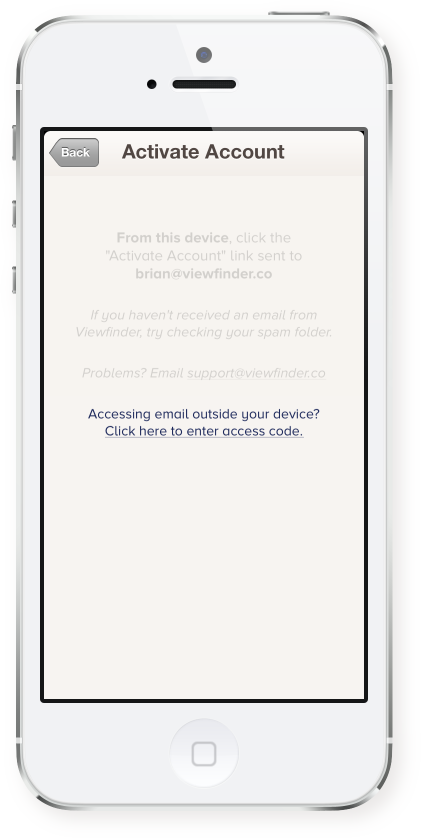 Back
Activate Account
From this device, click the
"Activate Account" link sent to
brian@viewfinder.co
If you haven't received an email from
Viewfinder, try checking your spam folder.
Problems? Email support@viewfinder.co
Accessing email outside your device?
Click here to enter access code.